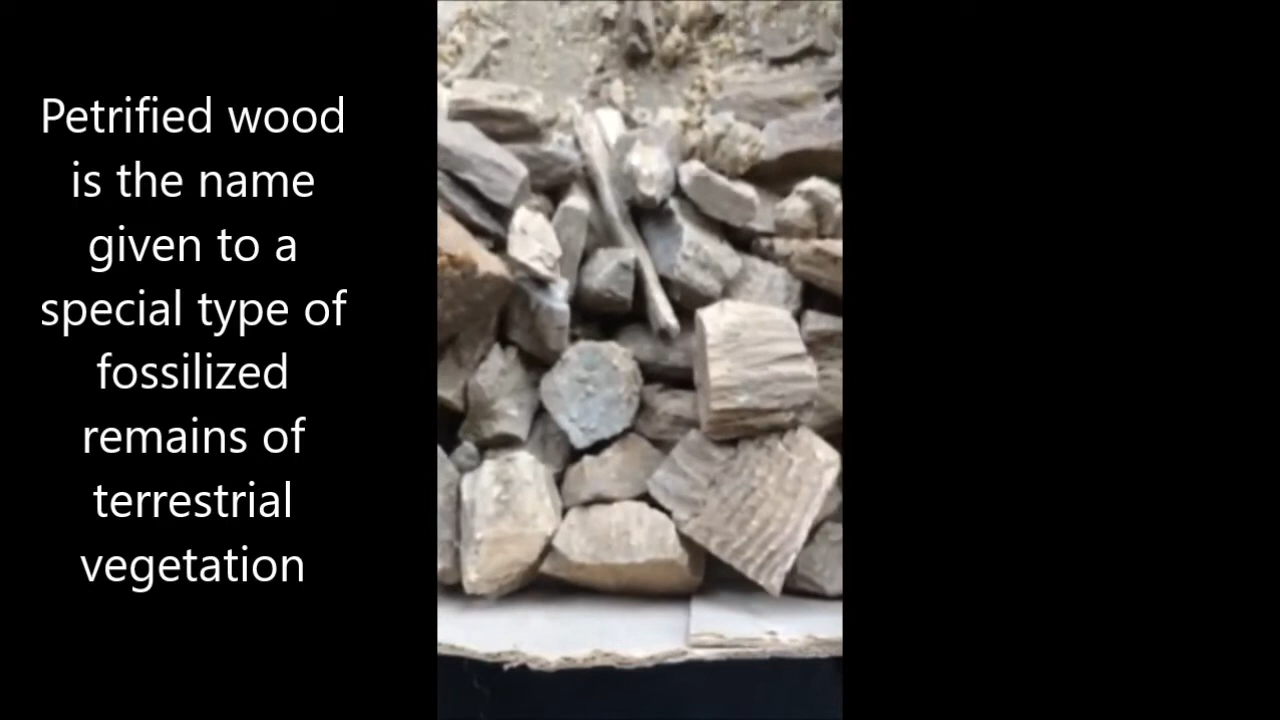 Petrified wood
is the name
given to a
special type of
fossilized
remains of
terrestrial
vegetation